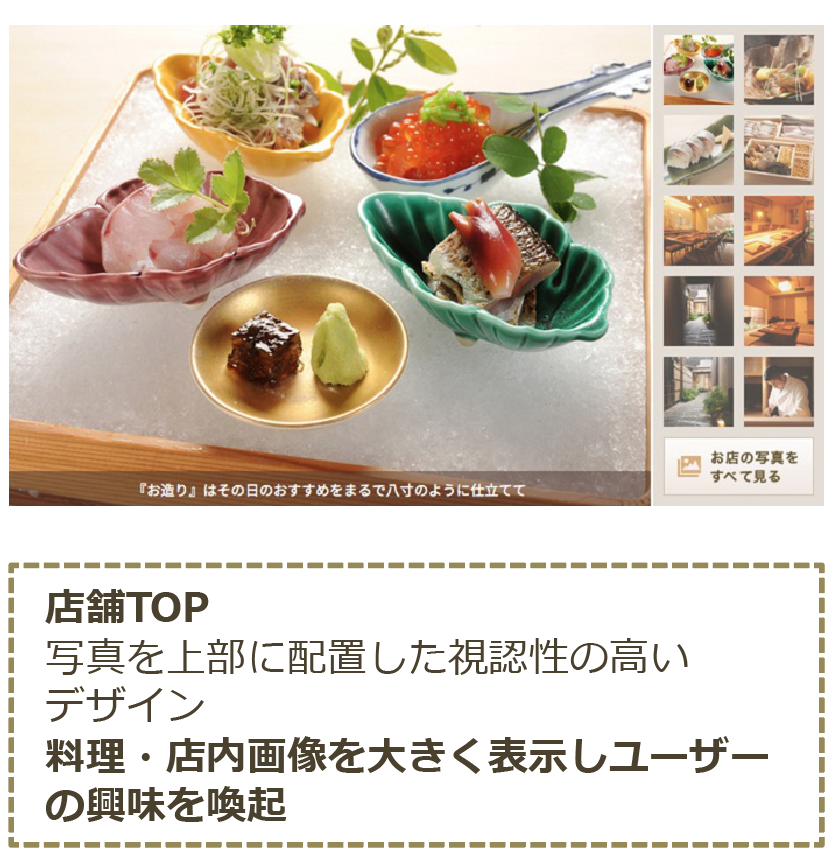 『お造り』はその日のおすすめをまるで八寸のように仕立てて
お店の写真を
すべて見る
店舗TOP
写真を上部に配置した視認性の高い
デザイン
料理・店内画像を大きく表示しユーザー
の興味を喚起